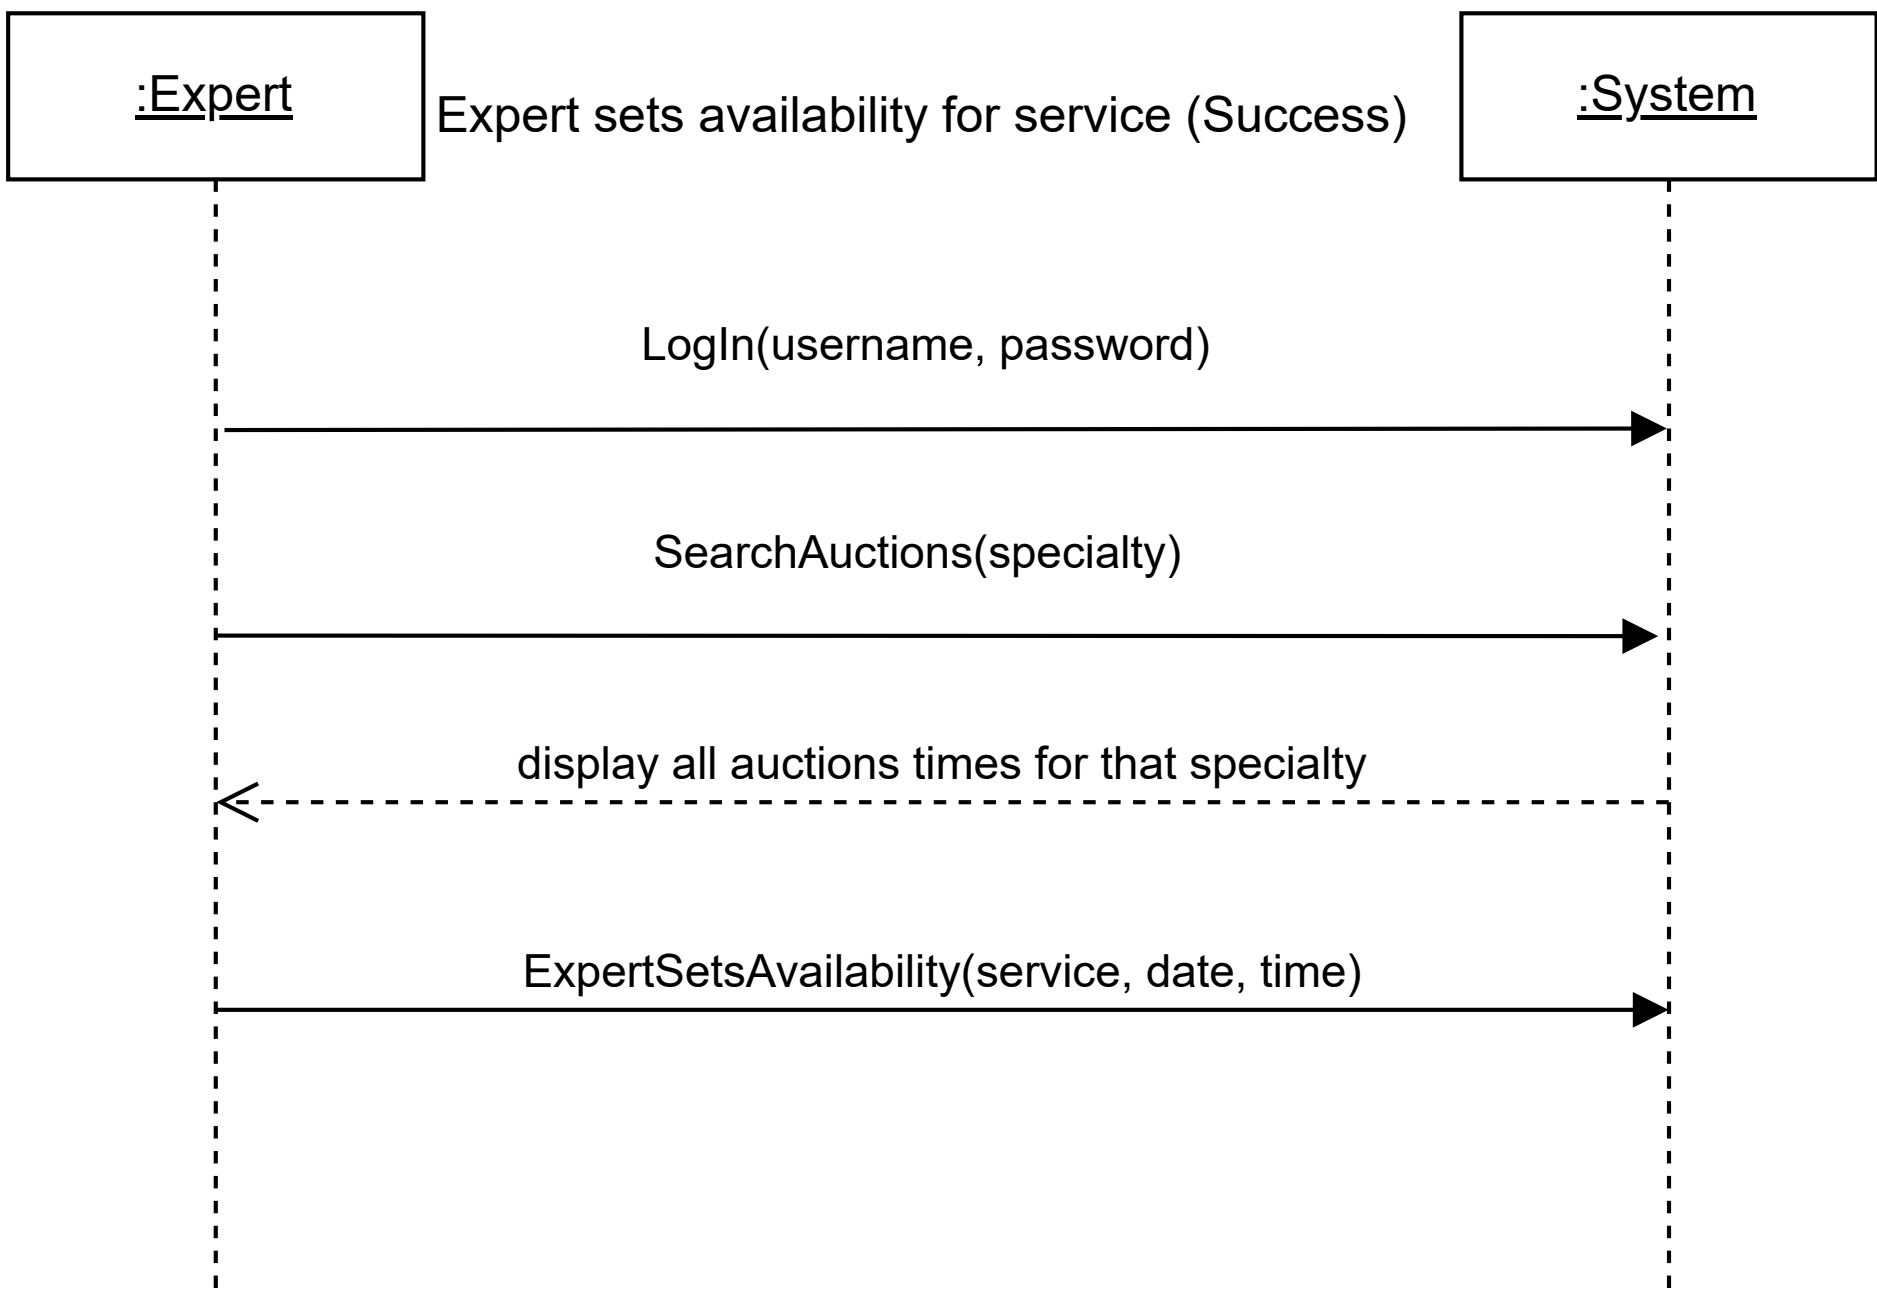 :Expert
Expert sets availability for service (Success)
:System
LogIn(username, password)
SearchAuctions(specialty)
display all auctions times for that specialty
ExpertSetsAvailability(service, date, time)